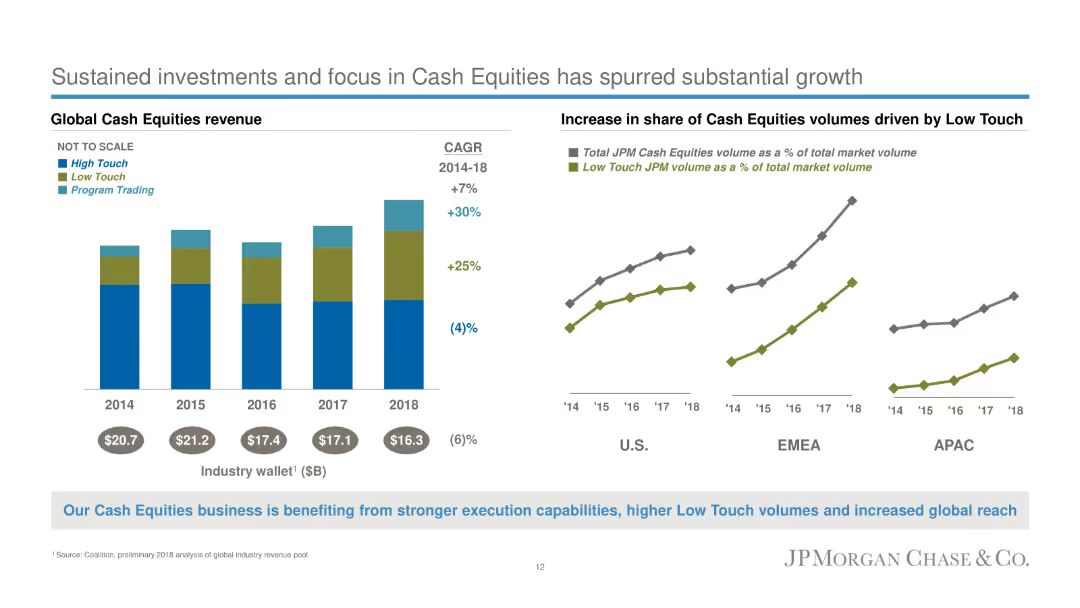 Sustained investments and focus in Cash Equities has spurred substantial growth
Global Cash Equities revenue
NOT TO SCALE
High Touch
Low Touch
Program Trading
CAGR
2014-18
+7%
+30%
+25%
(4)%
2014 2015 2016 2017 2018
$20.7 $21.2 $17.4 $17.1 $16.3 (6)%
Industry wallet¹ ($B)
Increase in share of Cash Equities volumes driven by Low Touch
Total JPM Cash Equities volume as a % of total market volume
Low Touch JPM volume as a % of total market volume
'14 '15 '16 '17 '18
U.S.
'14 '15 '16 '17 '18
EMEA
'14 '15 '16 '17 '18
APAC
Our Cash Equities business is benefiting from stronger execution capabilities, higher Low Touch volumes and increased global reach
¹ Source: Coalition, preliminary 2018 analysis of global industry revenue pool
12
JPMORGAN CHASE & CO.